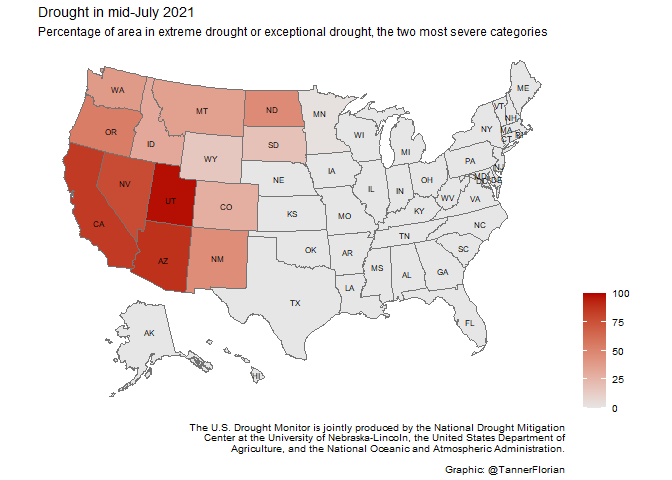 Drought in mid-July 2021
Percentage of area in extreme drought or exceptional drought, the two most severe categories
WA
MT
ND
MN
ME
VT
NH
OR
ID
SD
WI
NY
MA
RI
CT
WY
MI
IA
PA
NJ
NE
NV
UT
CO
IL
IN
OH
MD
DE
DC
WV
VA
KS
MO
KY
CA
AZ
NM
OK
AR
TN
NC
SC
MS
AL
GA
LA
TX
FL
AK
HI
100
75
50
25
0
The U.S. Drought Monitor is jointly produced by the National Drought Mitigation
Center at the University of Nebraska-Lincoln, the United States Department of
Agriculture, and the National Oceanic and Atmospheric Administration.
Graphic: @TannerFlorian